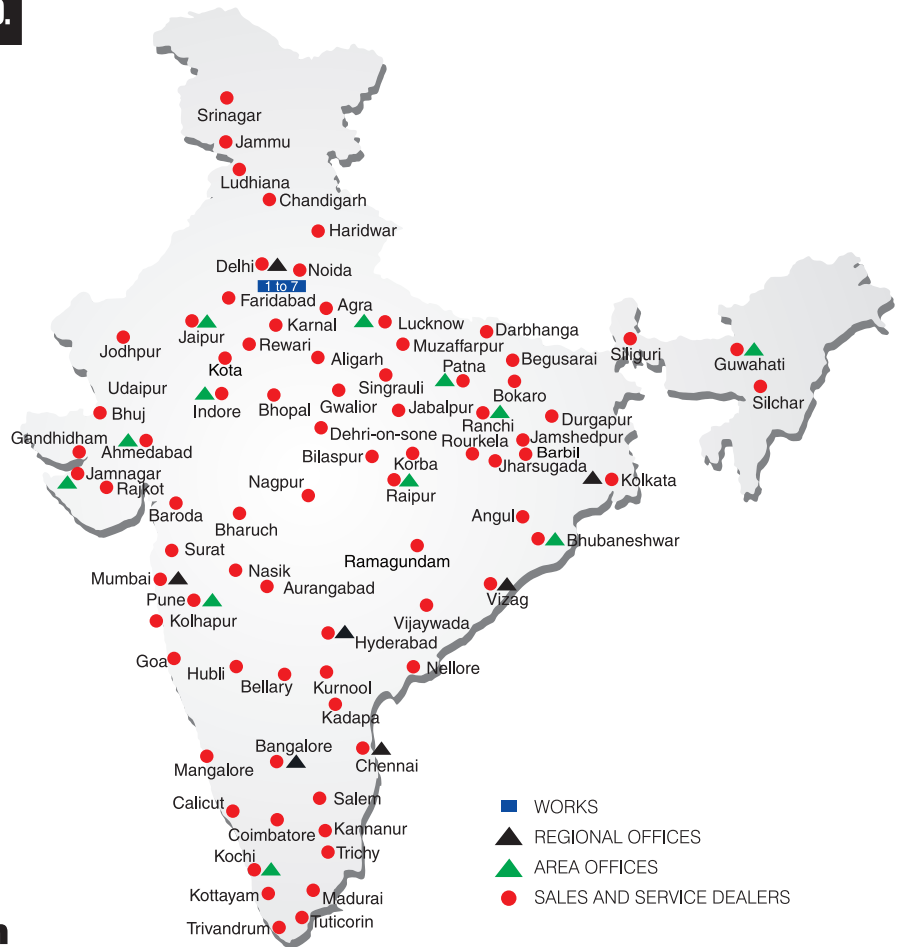 Srinagar
Jammu
Ludhiana
Chandigarh
Haridwar
Delhi
Noida
1 to 7
Faridabad
Agra
Jaipur
Karnal
Lucknow
Darbhanga
Jodhpur
Rewari
Muzaffarpur
Siliguri
Guwahati
Kota
Aligarh
Begusarai
Patna
Silchar
Udaipur
Singrauli
Bokaro
Indore
Bhopal
Gwalior
Jabalpur
Bhuj
Ranchi
Durgapur
Gandhidham
Ahmedabad
Dehri-on-sone
Rourkela
Jamshedpur
Bilaspur
Korba
Barbil
Jharsugada
Jamnagar
Rajkot
Nagpur
Raipur
Kolkata
Baroda
Bharuch
Angul
Bhubaneshwar
Surat
Ramagundam
Mumbai
Nasik
Aurangabad
Pune
Vizag
Kolhapur
Vijaywada
Hyderabad
Goa
Hubli
Bellary
Kurnool
Nellore
Kadapa
Bangalore
Chennai
Mangalore
Calicut
Salem
Coimbatore
Kannanur
Kochi
Trichy
Kottayam
Madurai
Trivandrum
Tuticorin
WORKS
REGIONAL OFFICES
AREA OFFICES
SALES AND SERVICE DEALERS